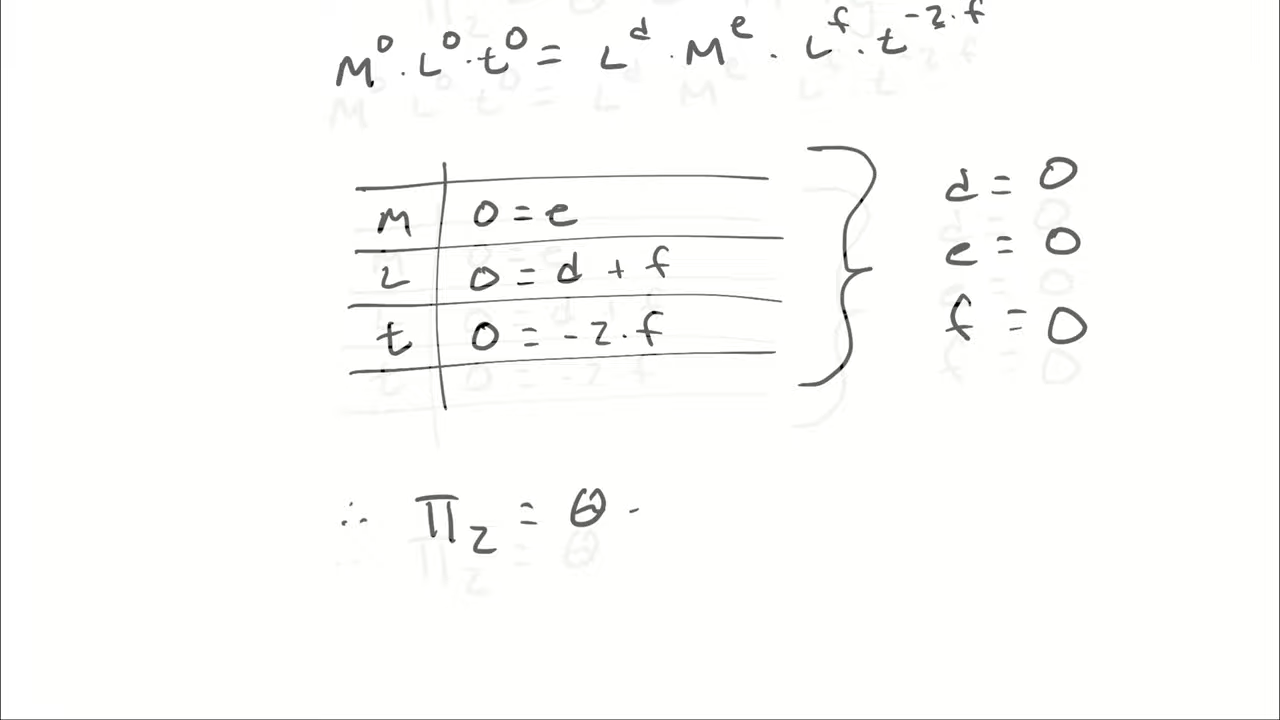 M⁰ · L⁰ · t⁰ = L^d · M^e · L^f · t^(-2·f)
M | 0 = e
L | 0 = d + f
t | 0 = -2 · f
d = 0
e = 0
f = 0
∴ Π₂ = θ